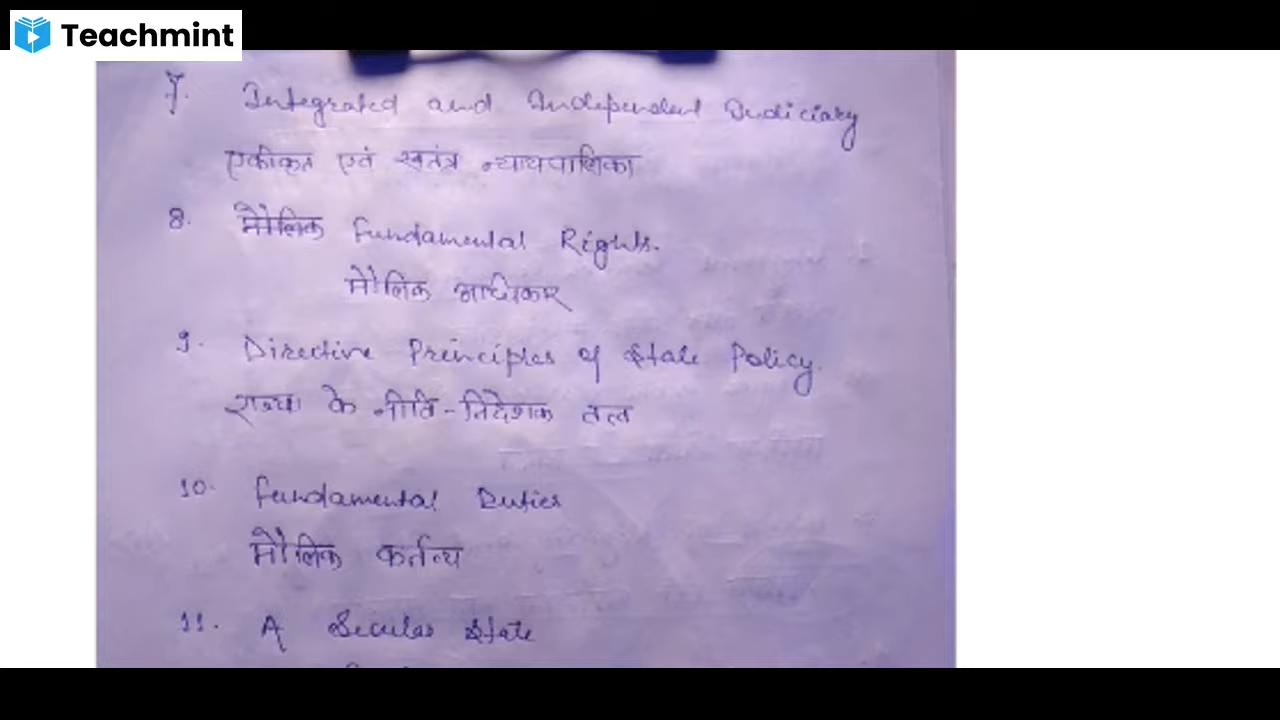 Teachmint
7. Integrated and Independent Judiciary
एकीकृत एवं स्वतंत्र न्यायपालिका
8. मौलिक Fundamental Rights.
मौलिक अधिकार
9. Directive Principles of State Policy.
राज्य के नीति-निदेशक तत्व
10. Fundamental Duties
मौलिक कर्तव्य
11. A Secular State